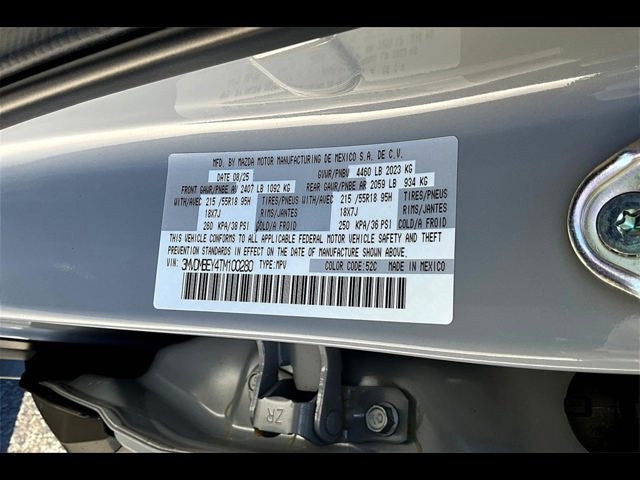 MFD. BY MAZDA MOTOR MANUFACTURING DE MEXICO S.A. DE C.V.
DATE 08/25 GVWR/PNBV 4460 LB 2023 KG
FRONT GAWR/PNBE AV 2407 LB 1092 KG REAR GAWR/PNBE AR 2059 LB 934 KG
WITH/AVEC 215 /55R18 95H TIRES/PNEUS WITH/AVEC 215 /55R18 95H TIRES/PNEUS
18X7J RIMS/JANTES 18X7J RIMS/JANTES
260 KPA/38 PSI COLD/A FROID 250 KPA/36 PSI COLD/A FROID
THIS VEHICLE CONFORMS TO ALL APPLICABLE FEDERAL MOTOR VEHICLE SAFETY AND THEFT
PREVENTION STANDARDS IN EFFECT ON THE DATE OF MANUFACTURE SHOWN ABOVE.
VIN: 3MVDMBEY4TM100280 TYPE:MPV COLOR CODE:52C MADE IN MEXICO
ZR